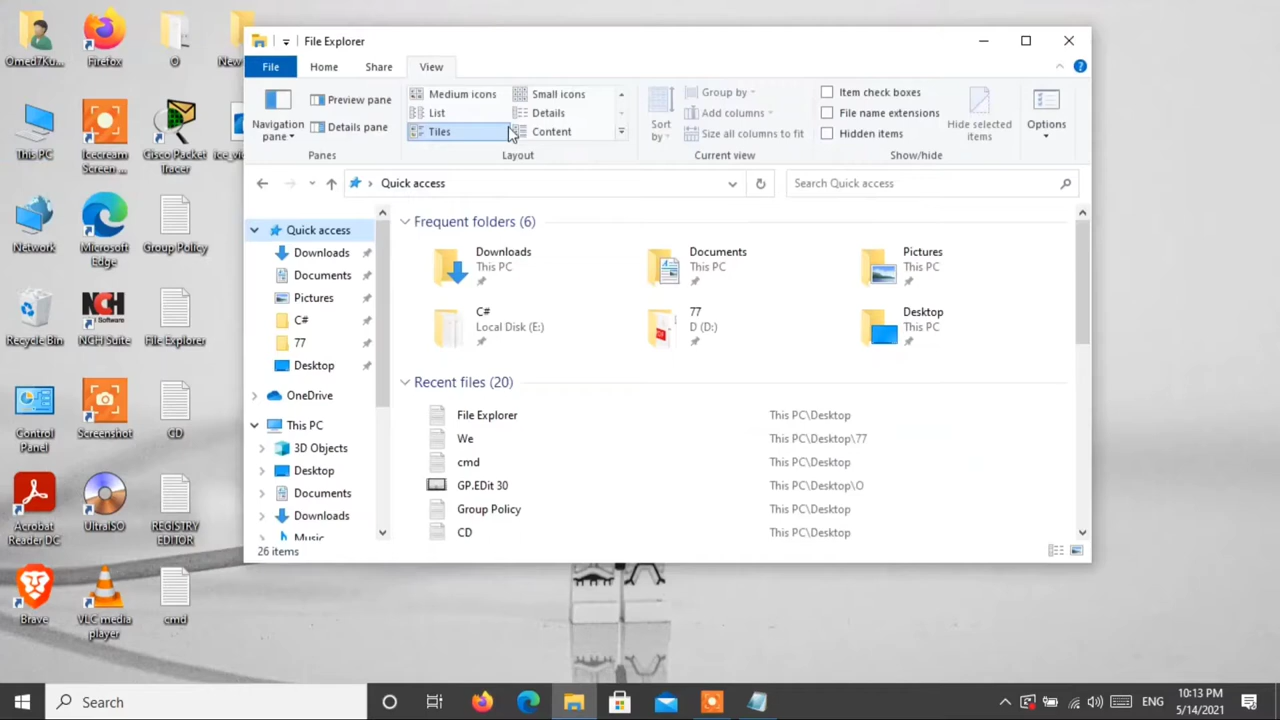 File Explorer
File
Home
Share
View
Navigation
pane
Preview pane
Details pane
Panes
Medium icons
Small icons
List
Details
Tiles
Content
Layout
Sort
by
Group by
Add columns
Size all columns to fit
Current view
Item check boxes
File name extensions
Hidden items
Hide selected
items
Show/hide
Options
Quick access
Search Quick access
Quick access
Downloads
Documents
Pictures
C#
77
Desktop
OneDrive
This PC
3D Objects
Desktop
Documents
Downloads
Music
26 items
Frequent folders (6)
Downloads
This PC
Documents
This PC
Pictures
This PC
C#
Local Disk (E:)
77
D (D:)
Desktop
This PC
Recent files (20)
File Explorer This PC\Desktop
We This PC\Desktop\77
cmd This PC\Desktop
GP.EDit 30 This PC\Desktop\O
Group Policy This PC\Desktop
CD This PC\Desktop
Omed7Ku...
Firefox
O
New
This PC
Icecream
Screen ...
Cisco Packet
Tracer
Network
Microsoft
Edge
Group Policy
Recycle Bin
NCH
Software
NCH Suite
File Explorer
Control
Panel
Screenshot
CD
Acrobat
Reader DC
UltraISO
REGISTRY
EDITOR
Brave
VLC media
player
cmd
Search
ENG
10:13 PM
5/14/2021